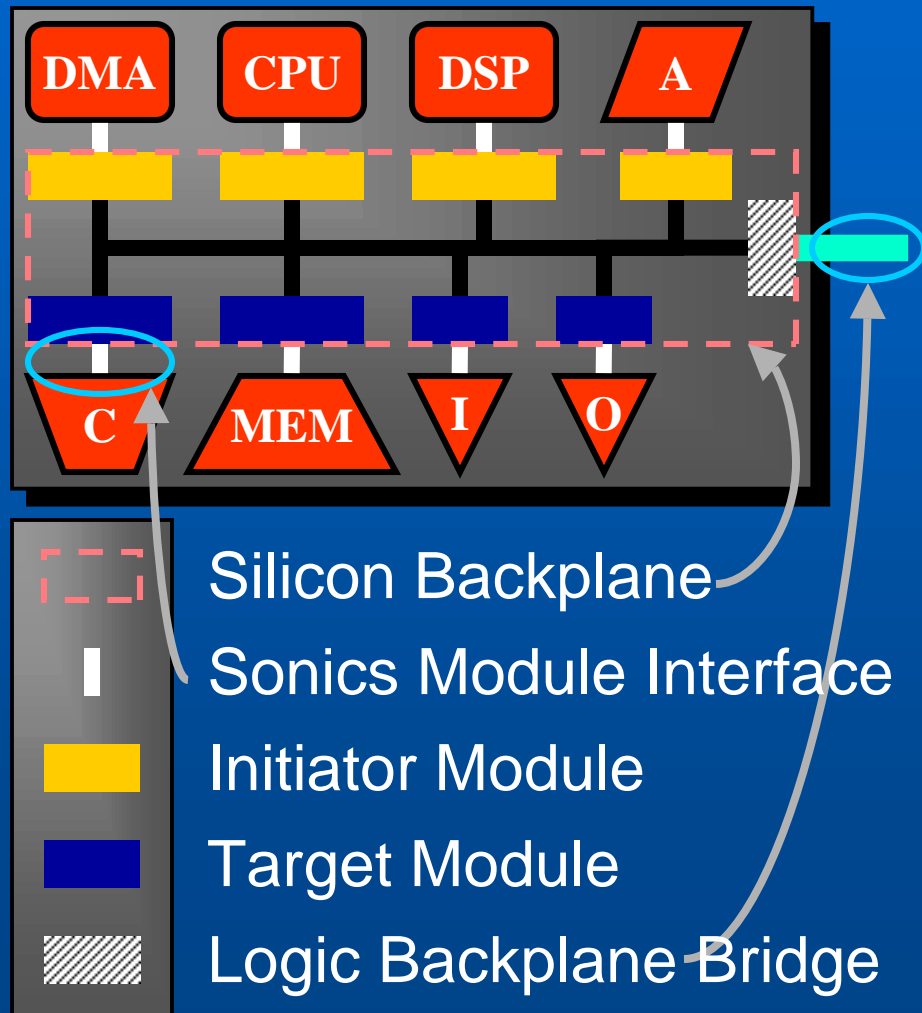 DMA CPU DSP A
C MEM I O
Silicon Backplane
Sonics Module Interface
Initiator Module
Target Module
Logic Backplane Bridge